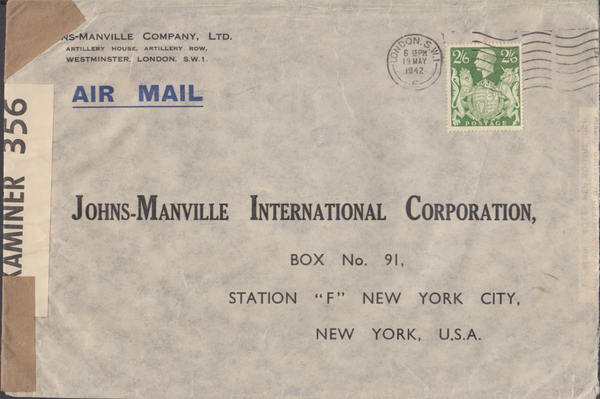 NS-MANVILLE COMPANY, LTD.
ARTILLERY HOUSE, ARTILLERY ROW,
WESTMINSTER, LONDON. S.W.1.
AIR MAIL
LONDON. S.W.1
6 15PM
19 MAY
1942
2/6 2/6
POSTAGE
XAMINER 356
JOHNS-MANVILLE INTERNATIONAL CORPORATION,
BOX No. 91,
STATION "F" NEW YORK CITY,
NEW YORK, U.S.A.